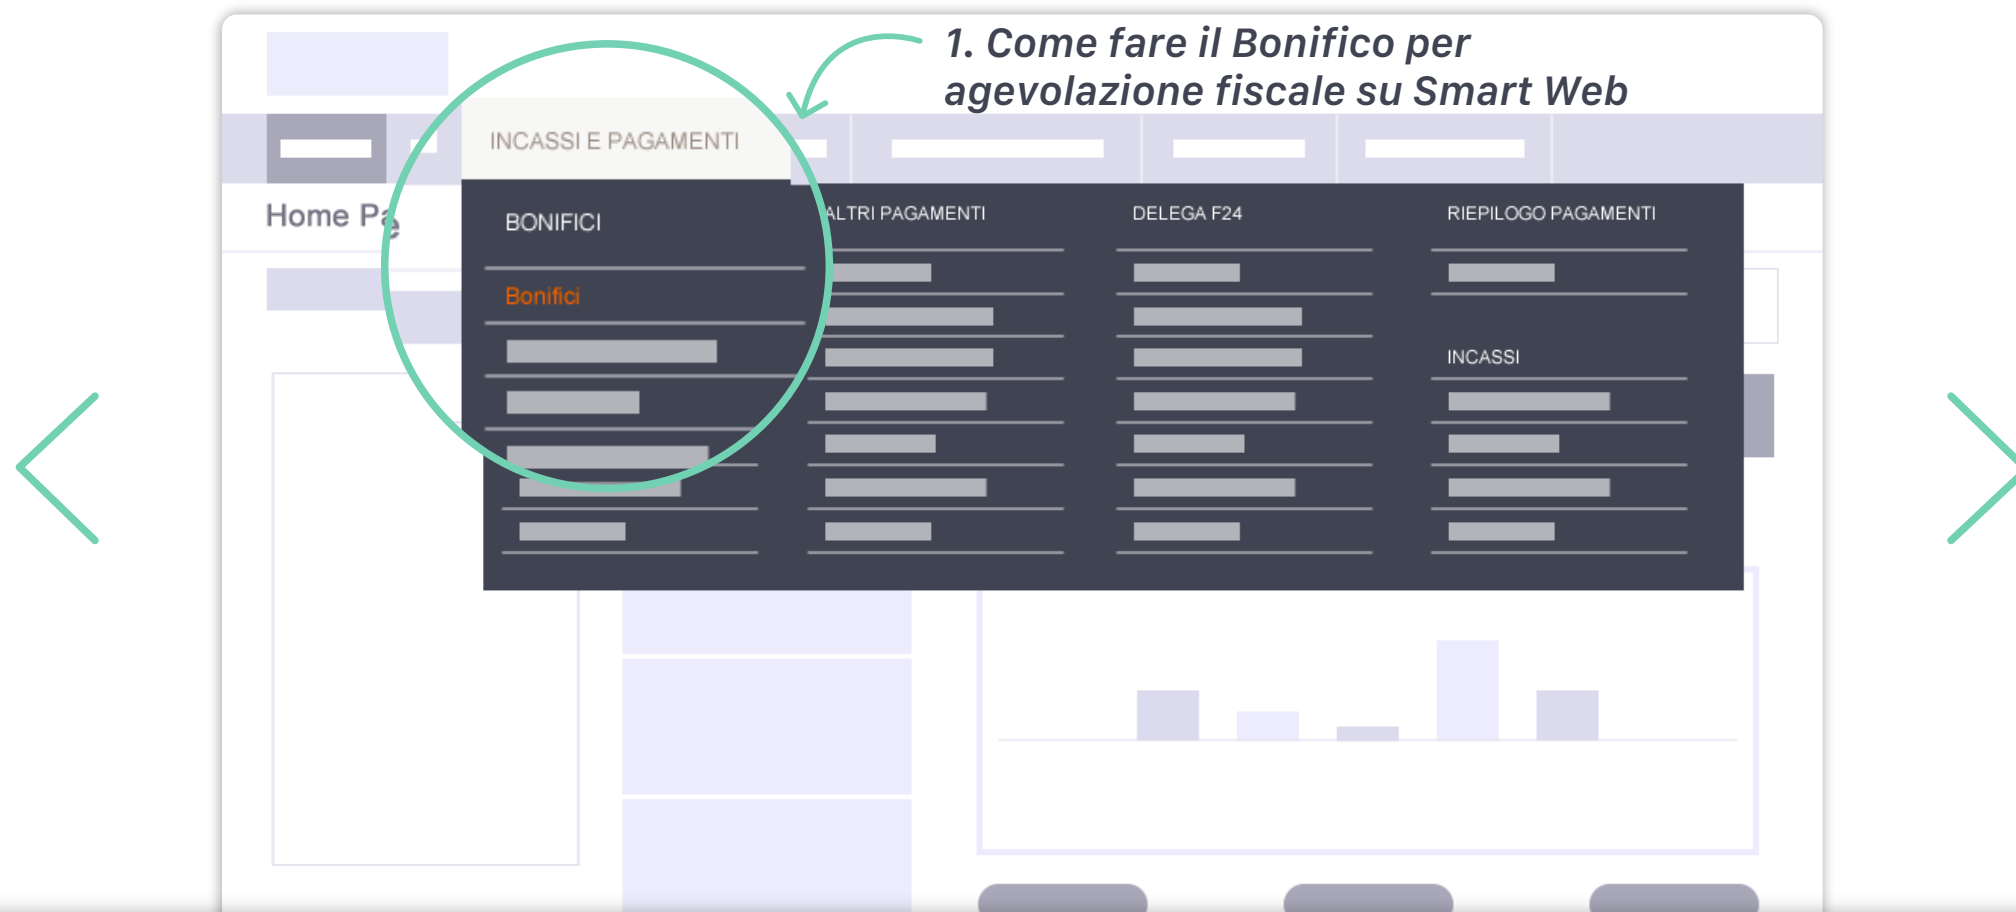 1. Come fare il Bonifico per
agevolazione fiscale su Smart Web
INCASSI E PAGAMENTI
Home Pa
BONIFICI
ALTRI PAGAMENTI
DELEGA F24
RIEPILOGO PAGAMENTI
Bonifici
INCASSI